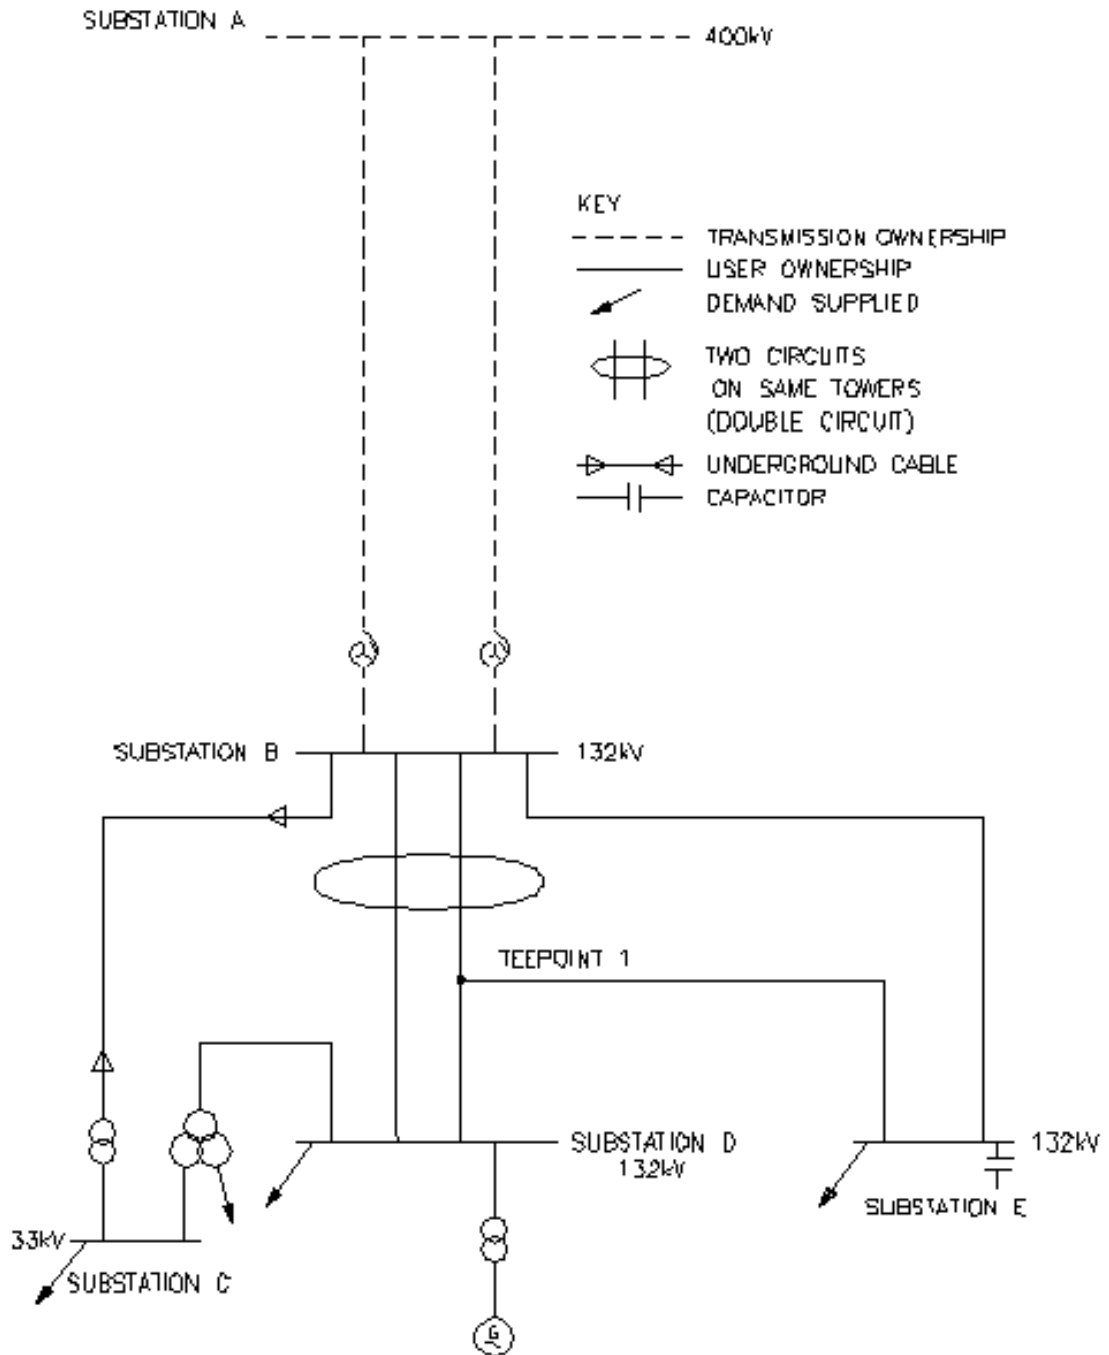 SUBSTATION A
400kV
KEY
TRANSMISSION OWNERSHIP
USER OWNERSHIP
DEMAND SUPPLIED
TWO CIRCUITS
ON SAME TOWERS
(DOUBLE CIRCUIT)
UNDERGROUND CABLE
CAPACITOR
SUBSTATION B
132kV
TEEPOINT 1
SUBSTATION D
132kV
132kV
SUBSTATION E
33kV
SUBSTATION C
G